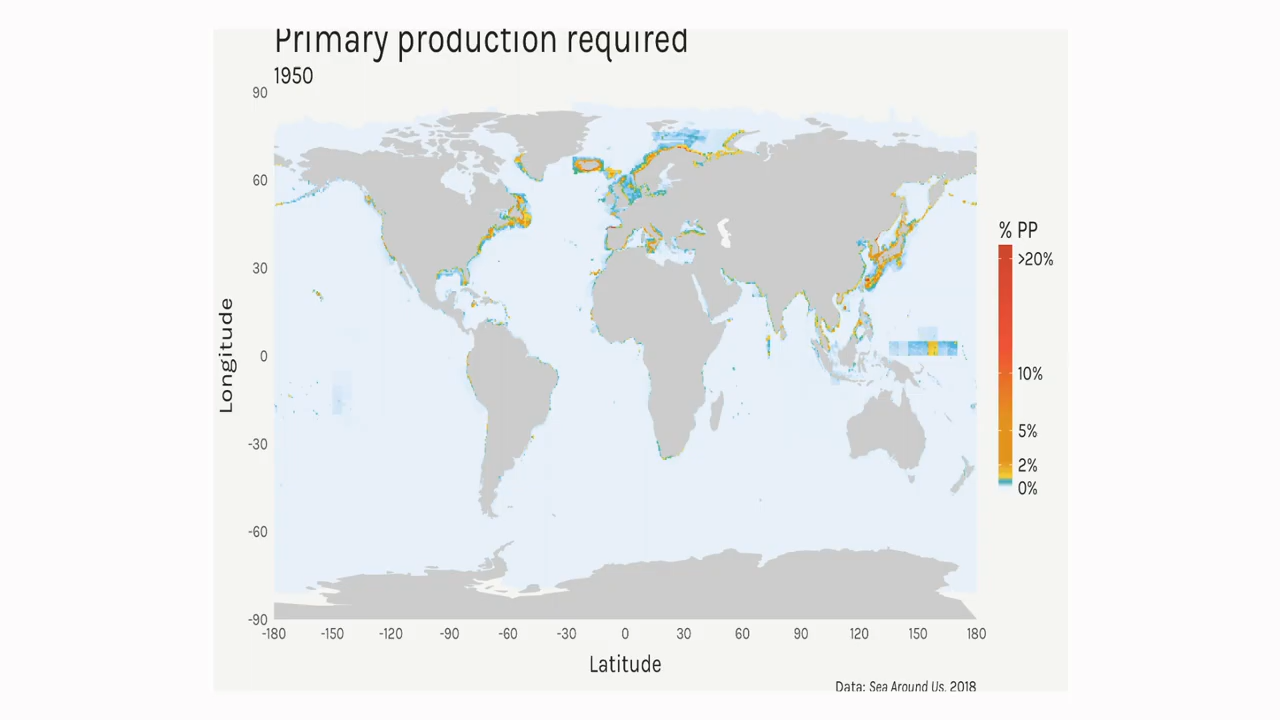 Primary production required
1950
90
60
30
0
-30
-60
-90
Longitude
-180 -150 -120 -90 -60 -30 0 30 60 90 120 150 180
Latitude
% PP
>20%
10%
5%
2%
0%
Data: Sea Around Us, 2018